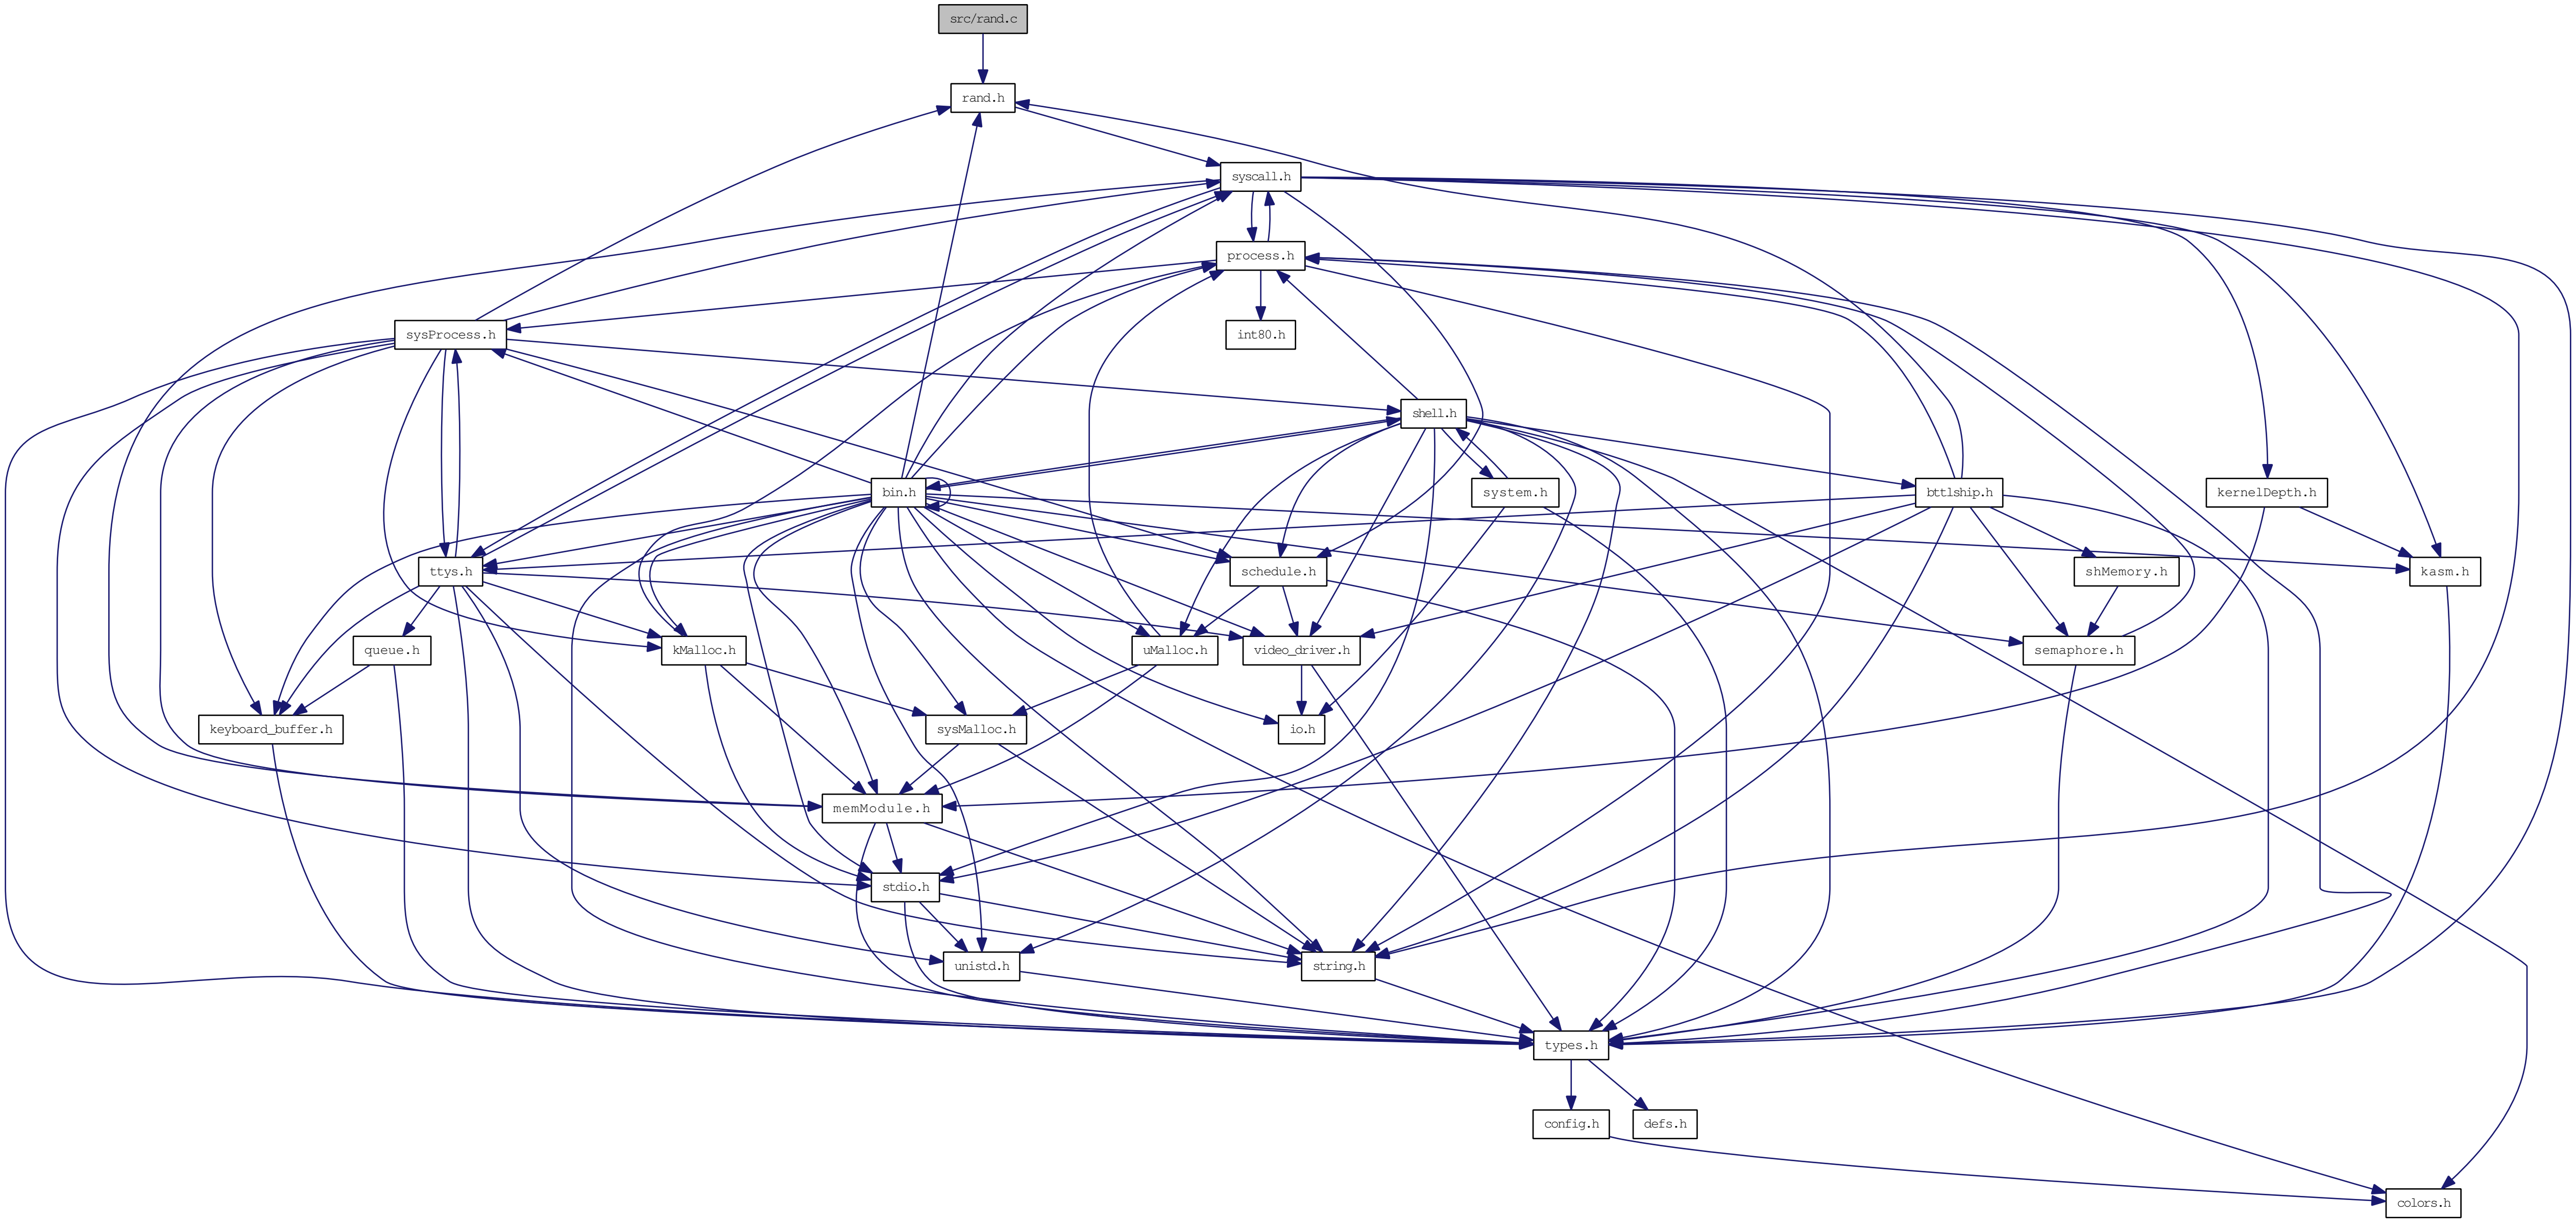 src/rand.c
rand.h
syscall.h
process.h
sysProcess.h
int80.h
shell.h
bin.h
system.h
bttlship.h
kernelDepth.h
ttys.h
schedule.h
shMemory.h
kasm.h
queue.h
kMalloc.h
uMalloc.h
video_driver.h
semaphore.h
keyboard_buffer.h
sysMalloc.h
io.h
memModule.h
stdio.h
unistd.h
string.h
types.h
config.h
defs.h
colors.h